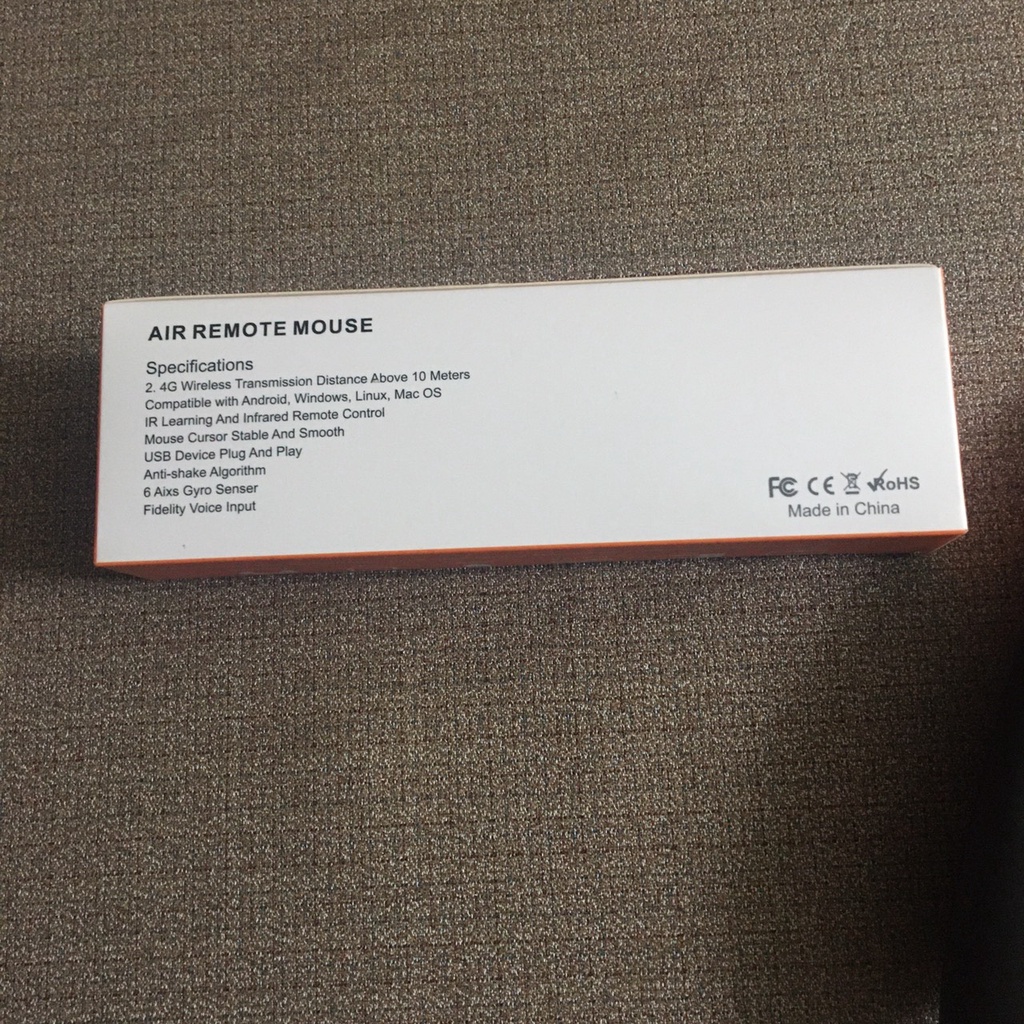 AIR REMOTE MOUSE
Specifications
2. 4G Wireless Transmission Distance Above 10 Meters
Compatible with Android, Windows, Linux, Mac OS
IR Learning And Infrared Remote Control
Mouse Cursor Stable And Smooth
USB Device Plug And Play
Anti-shake Algorithm
6 Aixs Gyro Senser
Fidelity Voice Input
FC CE RoHS
Made in China